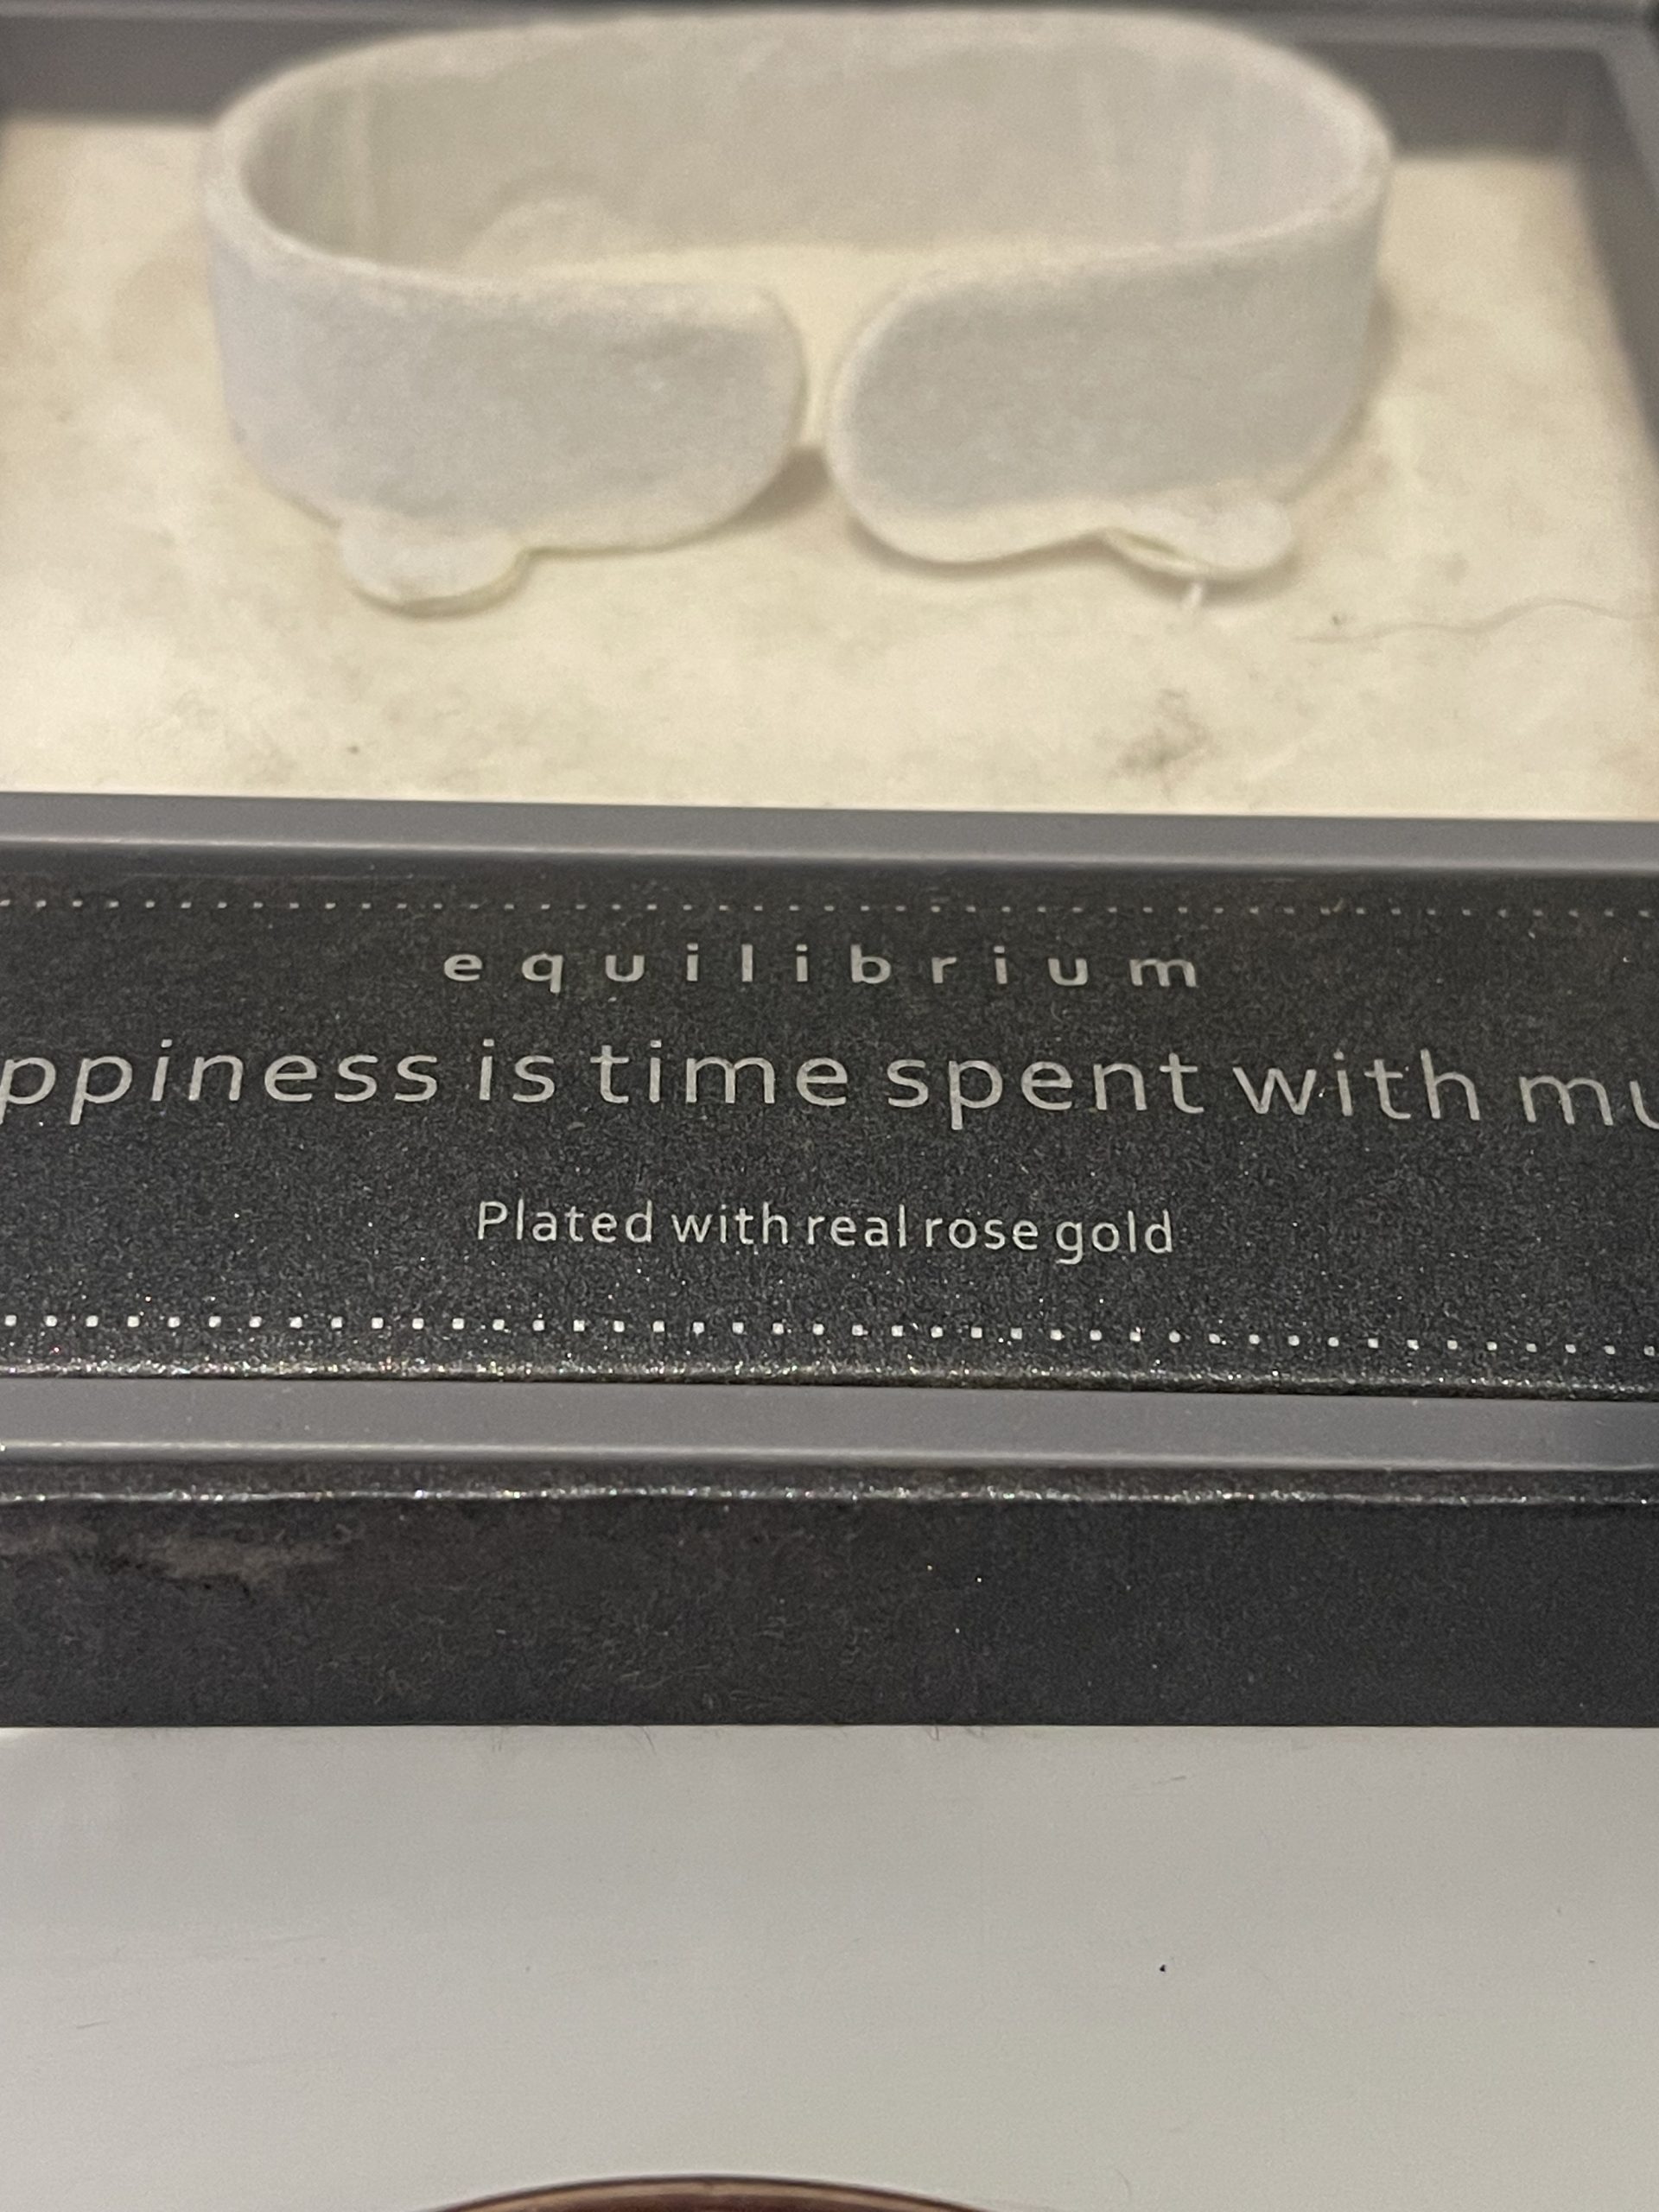 equilibrium
ppiness is time spent with mu
Plated with real rose gold